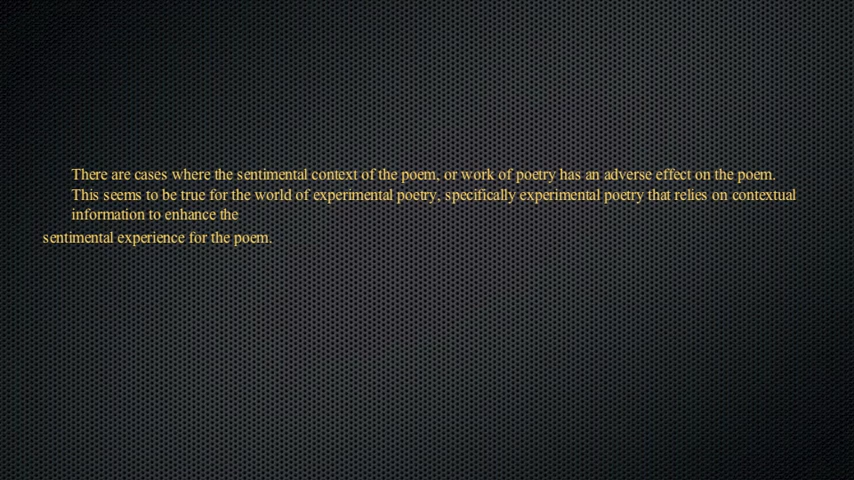 There are cases where the sentimental context of the poem, or work of poetry has an adverse effect on the poem.
This seems to be true for the world of experimental poetry, specifically experimental poetry that relies on contextual
information to enhance the
sentimental experience for the poem.